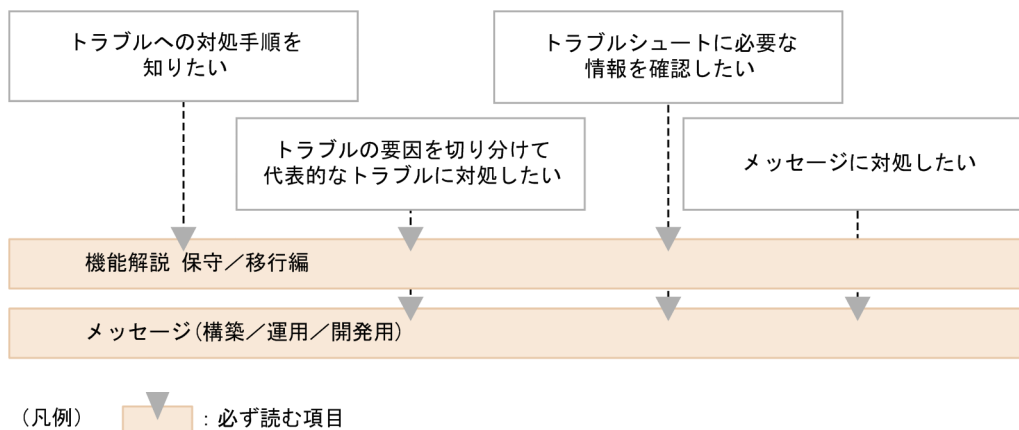 トラブルへの対処手順を
知りたい
トラブルシュートに必要な
情報を確認したい
トラブルの要因を切り分けて
代表的なトラブルに対処したい
メッセージに対処したい
機能解説 保守／移行編
メッセージ(構築／運用／開発用)
（凡例）
：必ず読む項目